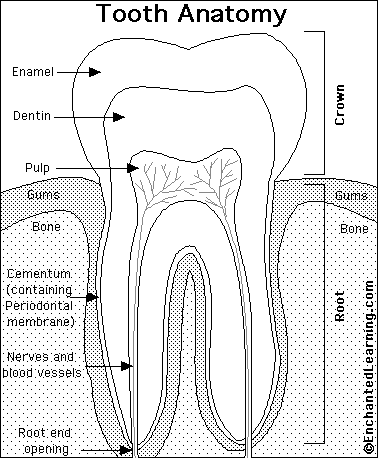 Tooth Anatomy
Enamel
Dentin
Crown
Pulp
Gums
Gums
Bone
Bone
Cementum
(containing
Periodontal
membrane)
Root
Nerves and
blood vessels
Root end
opening
©EnchantedLearning.com